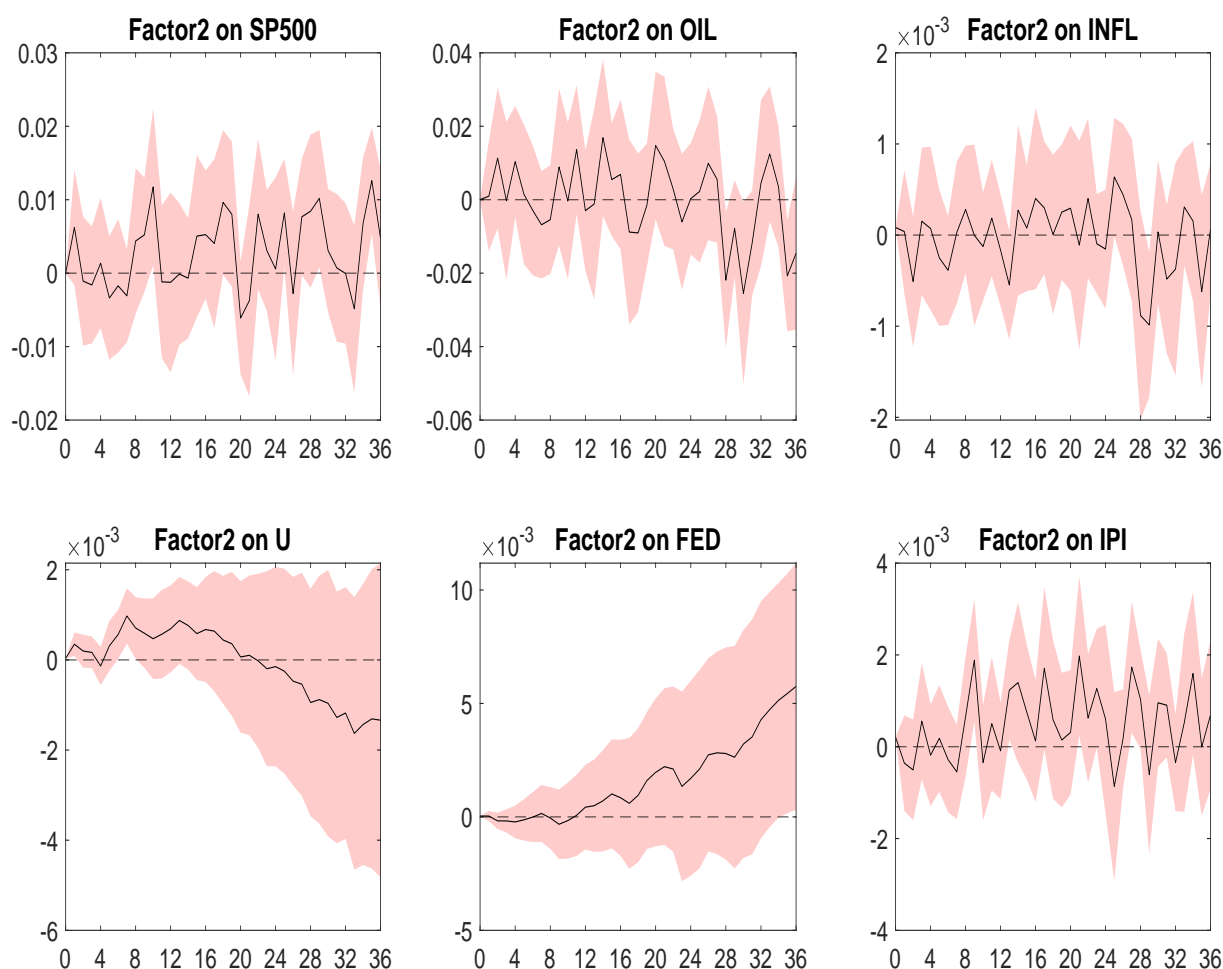 Factor2 on SP500
0.03
0.02
0.01
0
-0.01
-0.02
0 4 8 12 16 20 24 28 32 36
Factor2 on OIL
0.04
0.02
0
-0.02
-0.04
-0.06
0 4 8 12 16 20 24 28 32 36
Factor2 on INFL
×10⁻³
2
1
0
-1
-2
0 4 8 12 16 20 24 28 32 36
Factor2 on U
×10⁻³
2
0
-2
-4
-6
0 4 8 12 16 20 24 28 32 36
Factor2 on FED
×10⁻³
10
5
0
-5
0 4 8 12 16 20 24 28 32 36
Factor2 on IPI
×10⁻³
4
2
0
-2
-4
0 4 8 12 16 20 24 28 32 36